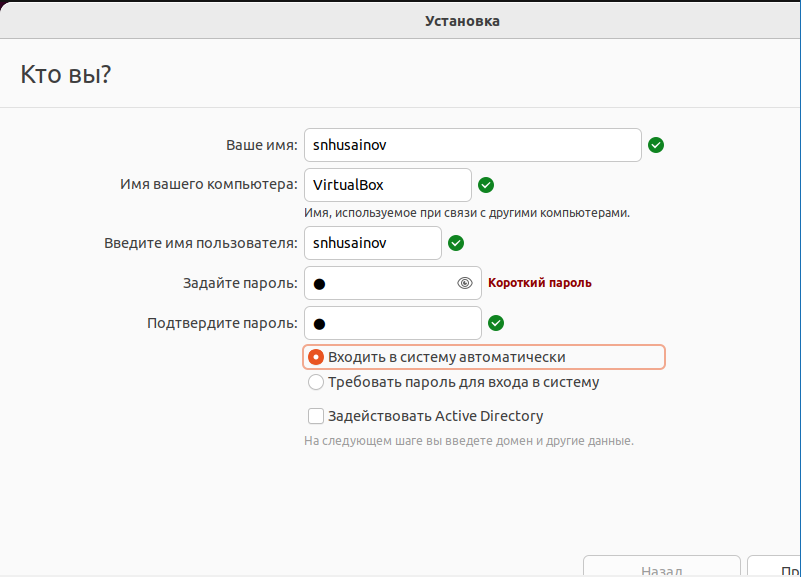 Установка
Кто вы?
Ваше имя: snhusainov
Имя вашего компьютера: VirtualBox
Имя, используемое при связи с другими компьютерами.
Введите имя пользователя: snhusainov
Задайте пароль: ● Короткий пароль
Подтвердите пароль: ●
Входить в систему автоматически
Требовать пароль для входа в систему
Задействовать Active Directory
На следующем шаге вы введете домен и другие данные.
Назад